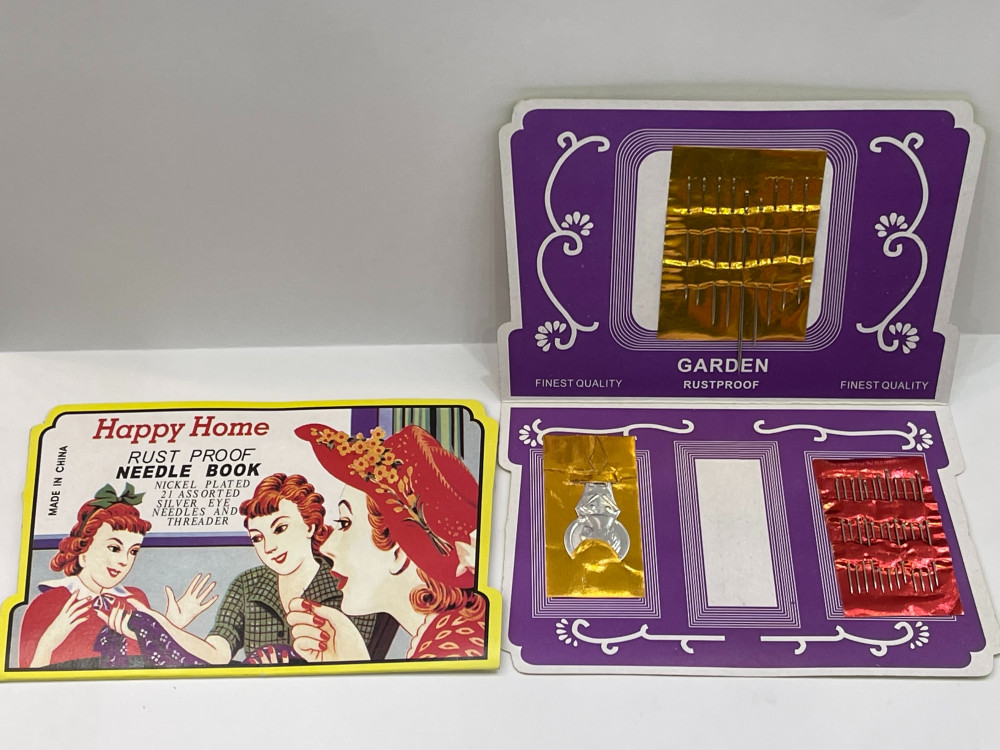 Happy Home
RUST PROOF
NEEDLE BOOK
NICKEL PLATED
21 ASSORTED
SILVER EYE
NEEDLES AND
THREADER
MADE IN CHINA
GARDEN
FINEST QUALITY
RUSTPROOF
FINEST QUALITY